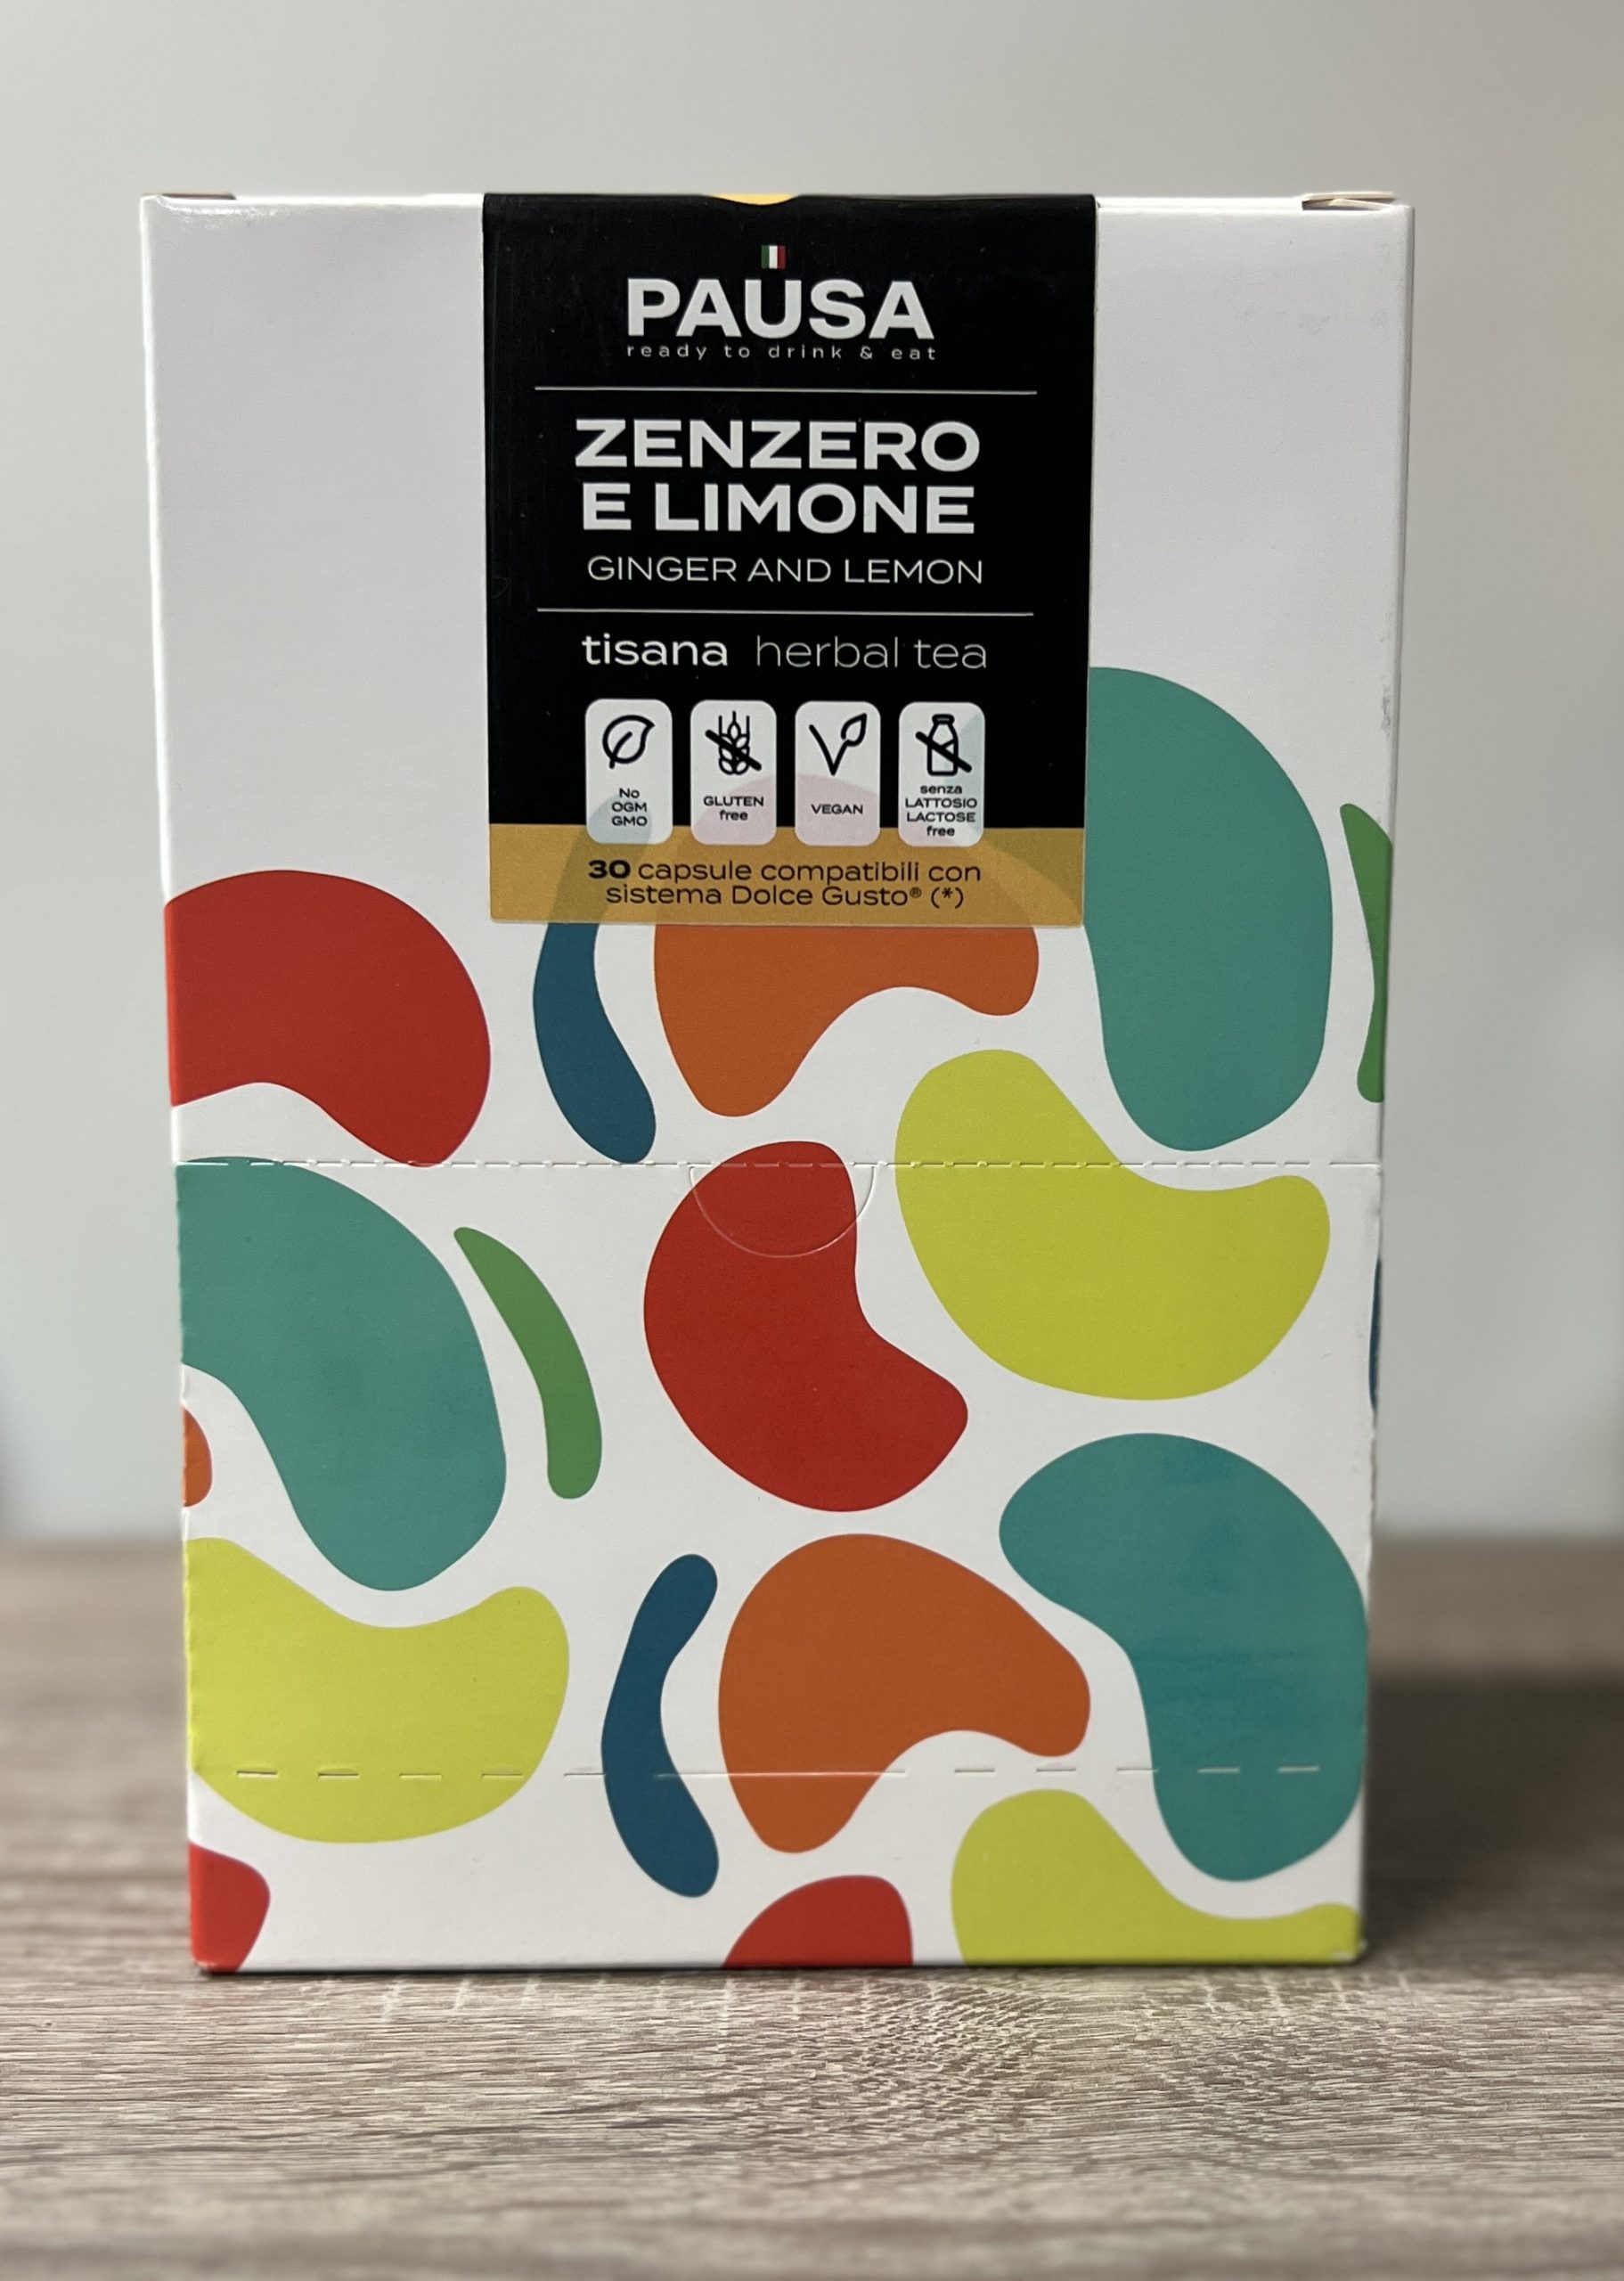 PAUSA
ready to drink & eat
ZENZERO
E LIMONE
GINGER AND LEMON
tisana herbal tea
No
OGM
GMO
GLUTEN
free
VEGAN
senza
LATTOSIO
LACTOSE
free
30 capsule compatibili con
sistema Dolce Gusto® (*)